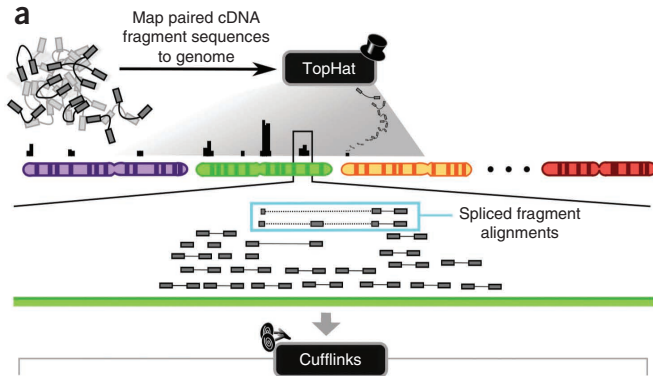 a
Map paired cDNA
fragment sequences
to genome
TopHat
Spliced fragment
alignments
Cufflinks